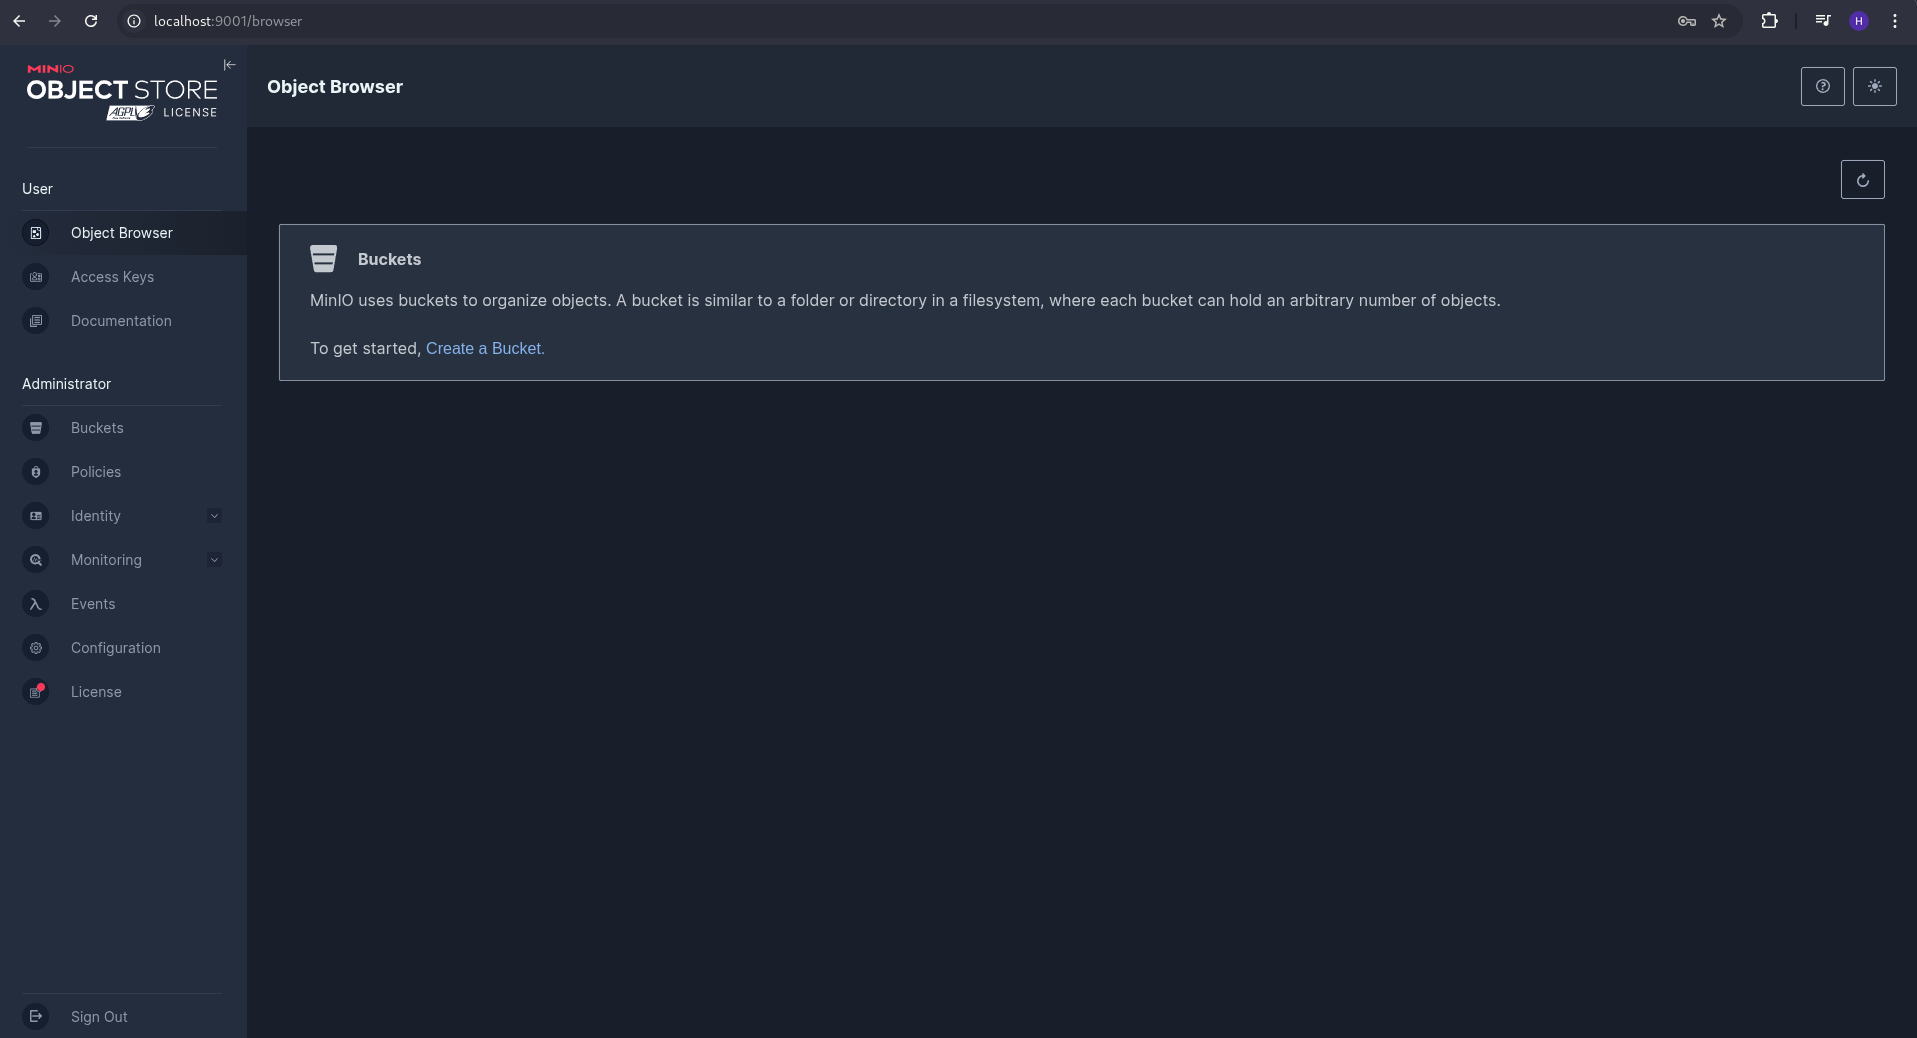 localhost:9001/browser
H
MINIO
OBJECT STORE
AGPLv3 LICENSE
Object Browser
User
Object Browser
Access Keys
Documentation
Administrator
Buckets
Policies
Identity
Monitoring
Events
Configuration
License
Sign Out
Buckets
MinIO uses buckets to organize objects. A bucket is similar to a folder or directory in a filesystem, where each bucket can hold an arbitrary number of objects.
To get started, Create a Bucket.